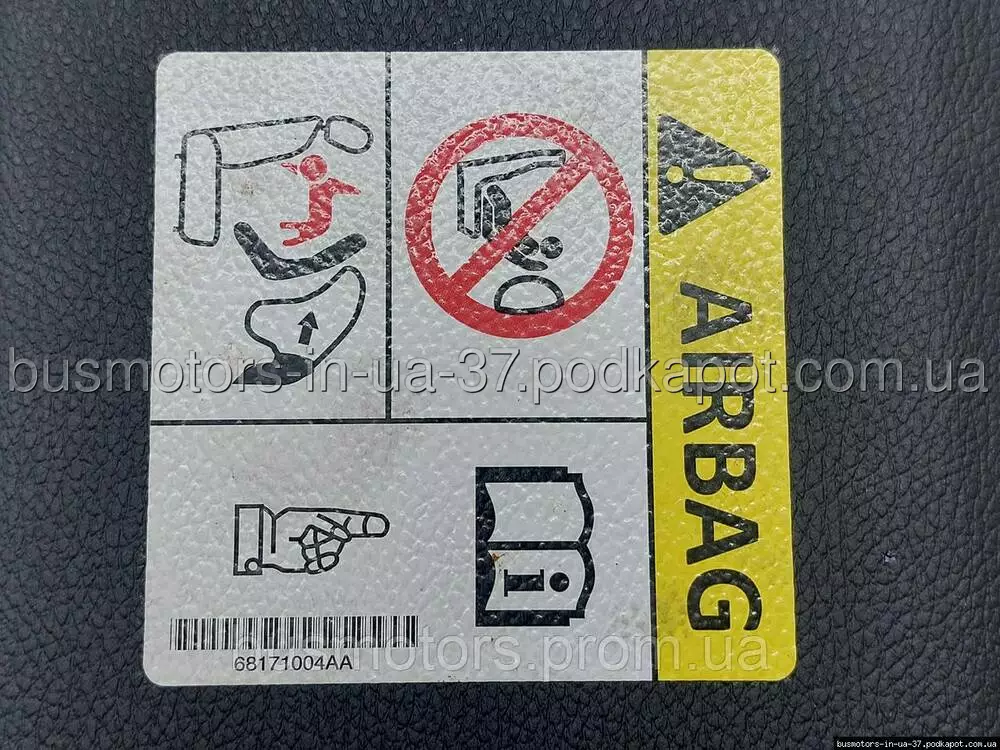 AIRBAG
busmotors-in-ua-37.podkapot.com.ua
busmotors.prom.ua
68171004AA
busmotors-in-ua-37.podkapot.com.ua